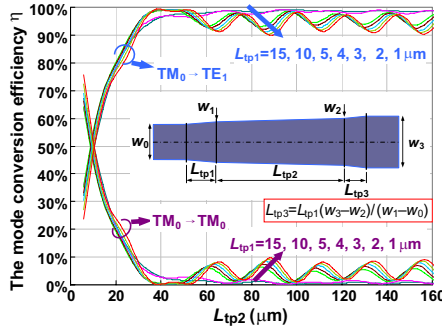 The mode conversion efficiency η
100%
90%
80%
70%
60%
50%
40%
30%
20%
10%
0%
Ltp1=15, 10, 5, 4, 3, 2, 1 μm
TM0→TE1
w1
w2
w0
w3
Ltp1
Ltp2
Ltp3
Ltp3=Ltp1(w3–w2)/(w1–w0)
TM0→TM0
Ltp1=15, 10, 5, 4, 3, 2, 1 μm
0 20 40 60 80 100 120 140 160
Ltp2 (μm)